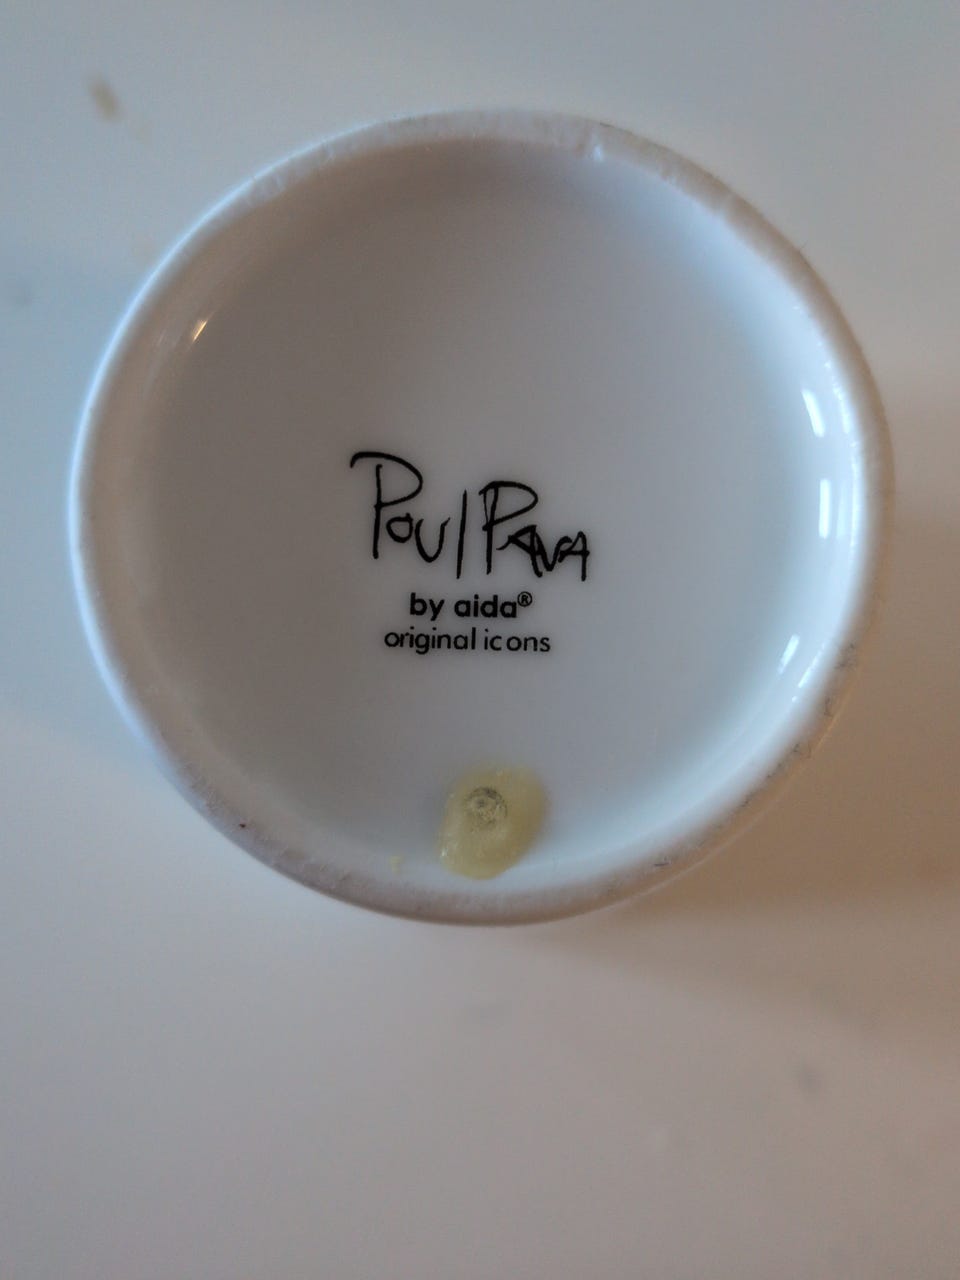 Poul Pava
by aida®
original icons